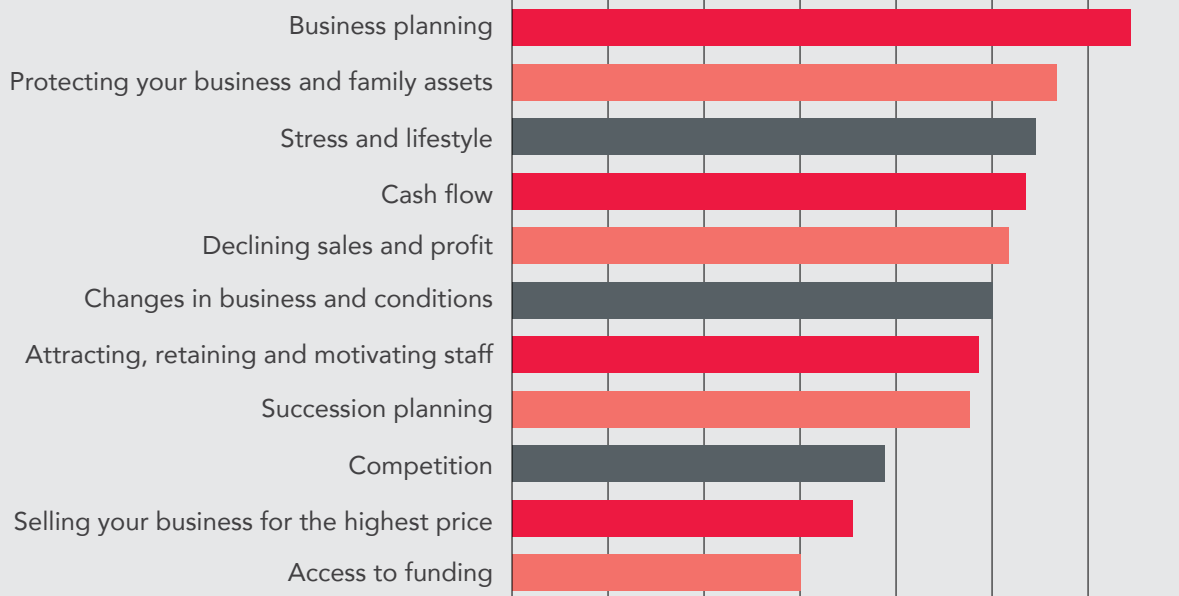 Business planning
Protecting your business and family assets
Stress and lifestyle
Cash flow
Declining sales and profit
Changes in business and conditions
Attracting, retaining and motivating staff
Succession planning
Competition
Selling your business for the highest price
Access to funding